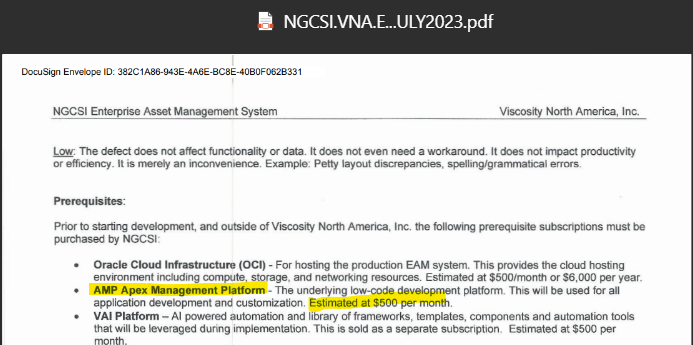 NGCSI.VNA.E...ULY2023.pdf
DocuSign Envelope ID: 382C1A86-943E-4A6E-BC8E-40B0F062B331
NGCSI Enterprise Asset Management System Viscosity North America, Inc.
Low: The defect does not affect functionality or data. It does not even need a workaround. It does not impact productivity
or efficiency. It is merely an inconvenience. Example: Petty layout discrepancies, spelling/grammatical errors.
Prerequisites:
Prior to starting development, and outside of Viscosity North America, Inc. the following prerequisite subscriptions must be
purchased by NGCSI:
• Oracle Cloud Infrastructure (OCI) - For hosting the production EAM system. This provides the cloud hosting
environment including compute, storage, and networking resources. Estimated at $500/month or $6,000 per year.
• AMP Apex Management Platform - The underlying low-code development platform. This will be used for all
application development and customization. Estimated at $500 per month.
• VAI Platform – AI powered automation and library of frameworks, templates, components and automation tools
that will be leveraged during implementation. This is sold as a separate subscription. Estimated at $500 per
month.